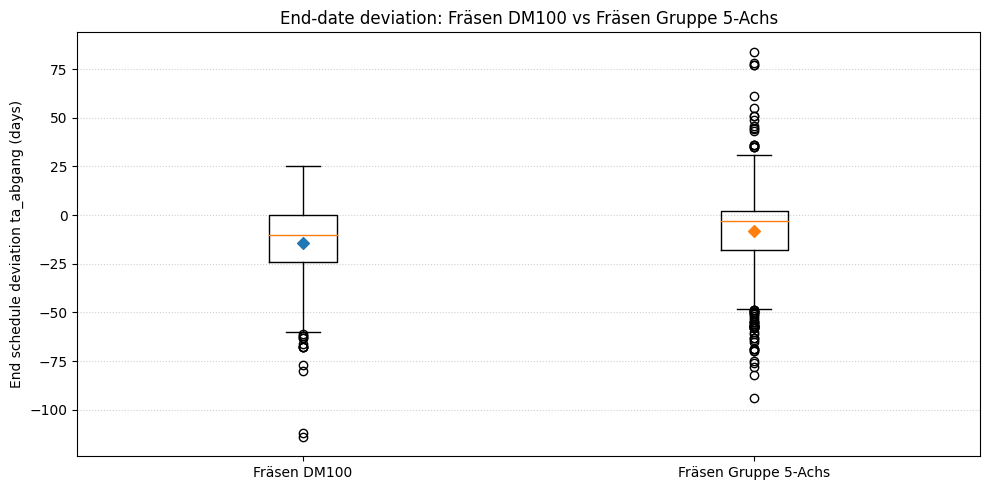 End-date deviation: Fräsen DM100 vs Fräsen Gruppe 5-Achs
End schedule deviation ta_abgang (days)
75
50
25
0
−25
−50
−75
−100
Fräsen DM100
Fräsen Gruppe 5-Achs